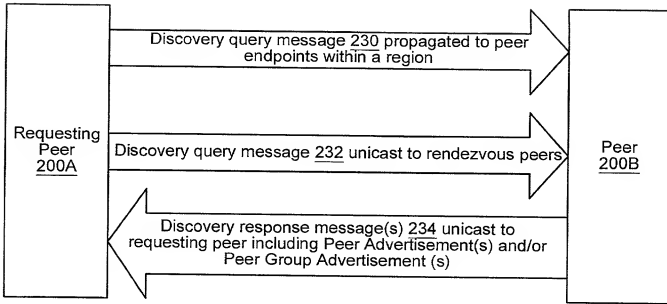 Discovery query message 230 propagated to peer
endpoints within a region
Requesting
Peer
200A
Discovery query message 232 unicast to rendezvous peers
Peer
200B
Discovery response message(s) 234 unicast to
requesting peer including Peer Advertisement(s) and/or
Peer Group Advertisement (s)